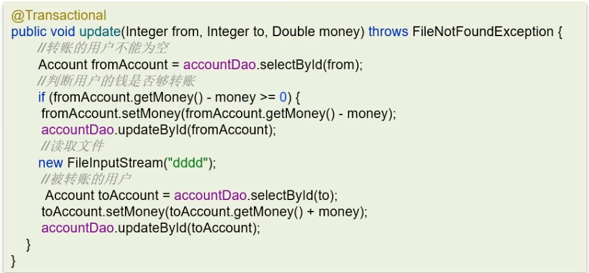 @Transactional
public void update(Integer from, Integer to, Double money) throws FileNotFoundException {
//转账的用户不能为空
Account fromAccount = accountDao.selectById(from);
//判断用户的钱是否够转账
if (fromAccount.getMoney() - money >= 0) {
fromAccount.setMoney(fromAccount.getMoney() - money);
accountDao.updateById(fromAccount);
//读取文件
new FileInputStream("dddd");
//被转账的用户
Account toAccount = accountDao.selectById(to);
toAccount.setMoney(toAccount.getMoney() + money);
accountDao.updateById(toAccount);
}
}